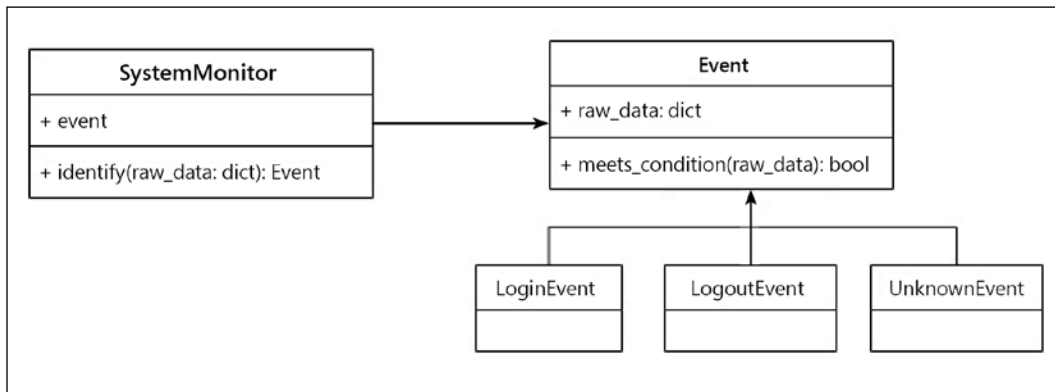 SystemMonitor
+ event
+ identify(raw_data: dict): Event
Event
+ raw_data: dict
+ meets_condition(raw_data): bool
LoginEvent
LogoutEvent
UnknownEvent